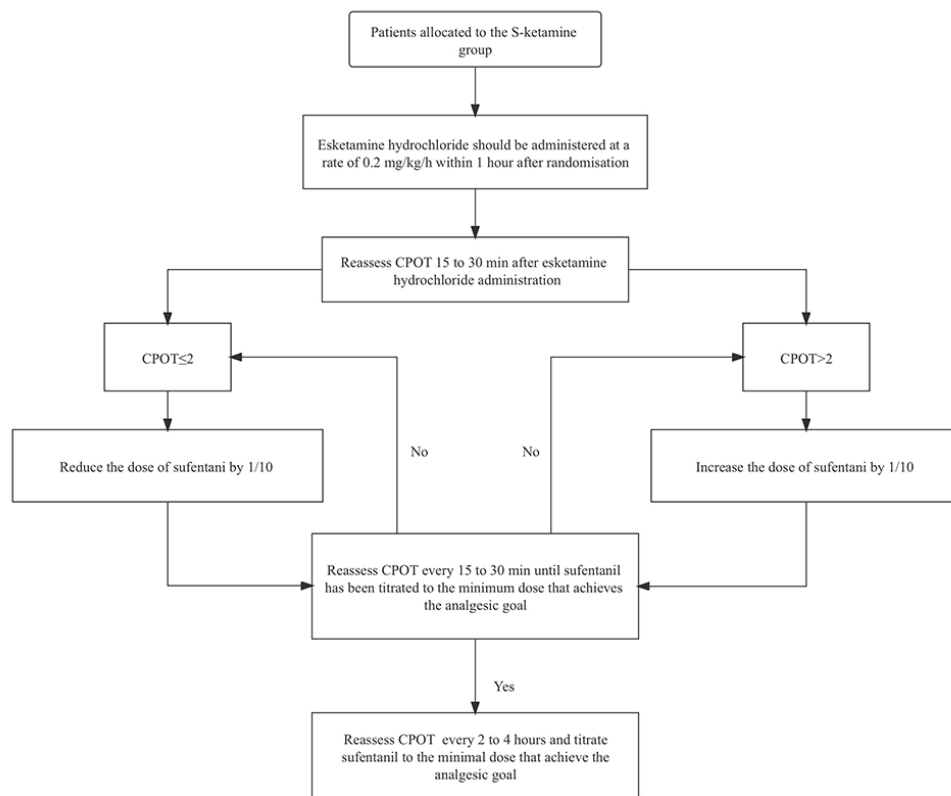 Patients allocated to the S-ketamine
group
Esketamine hydrochloride should be administered at a
rate of 0.2 mg/kg/h within 1 hour after randomisation
Reassess CPOT 15 to 30 min after esketamine
hydrochloride administration
CPOT≤2
CPOT>2
Reduce the dose of sufentani by 1/10
No
No
Increase the dose of sufentani by 1/10
Reassess CPOT every 15 to 30 min until sufentanil
has been titrated to the minimum dose that achieves
the analgesic goal
Yes
Reassess CPOT every 2 to 4 hours and titrate
sufentanil to the minimal dose that achieve the
analgesic goal